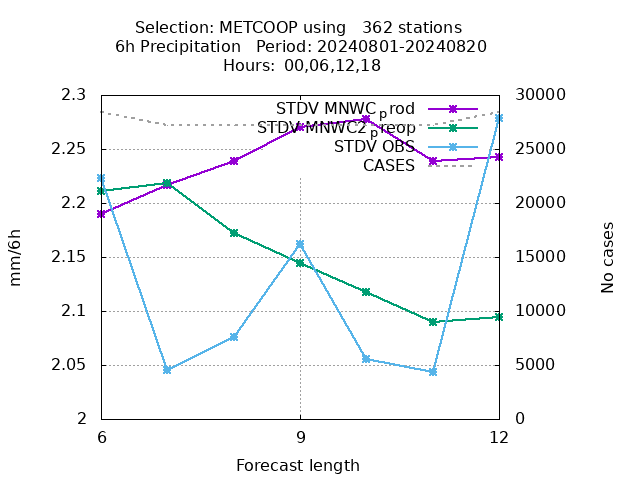 Selection: METCOOP using   362 stations
6h Precipitation   Period: 20240801-20240820
Hours: 00,06,12,18
2.3
2.25
2.2
2.15
2.1
2.05
2
mm/6h
30000
25000
20000
15000
10000
5000
0
No cases
STDV MNWC_prod
STDV MNWC2_preop
STDV OBS
CASES
6
9
12
Forecast length